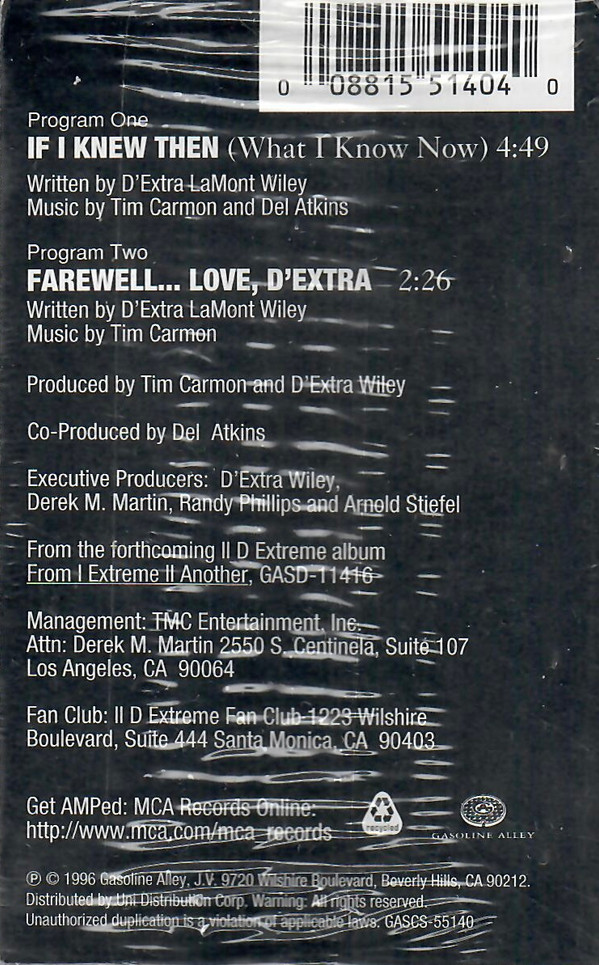 0 08815 51404 0
Program One
IF I KNEW THEN (What I Know Now) 4:49
Written by D'Extra LaMont Wiley
Music by Tim Carmon and Del Atkins
Program Two
FAREWELL... LOVE, D'EXTRA 2:26
Written by D'Extra LaMont Wiley
Music by Tim Carmon
Produced by Tim Carmon and D'Extra Wiley
Co-Produced by Del Atkins
Executive Producers: D'Extra Wiley,
Derek M. Martin, Randy Phillips and Arnold Stiefel
From the forthcoming II D Extreme album
From I Extreme II Another, GASD-11416
Management: TMC Entertainment, Inc.
Attn: Derek M. Martin 2550 S. Centinela, Suite 107
Los Angeles, CA 90064
Fan Club: II D Extreme Fan Club 1223 Wilshire
Boulevard, Suite 444 Santa Monica, CA 90403
Get AMPed: MCA Records Online:
http://www.mca.com/mca_records
recycled
GASOLINE ALLEY
℗ © 1996 Gasoline Alley, J.V. 9720 Wilshire Boulevard, Beverly Hills, CA 90212.
Distributed by Uni Distribution Corp. Warning: All rights reserved.
Unauthorized duplication is a violation of applicable laws. GASCS-55140